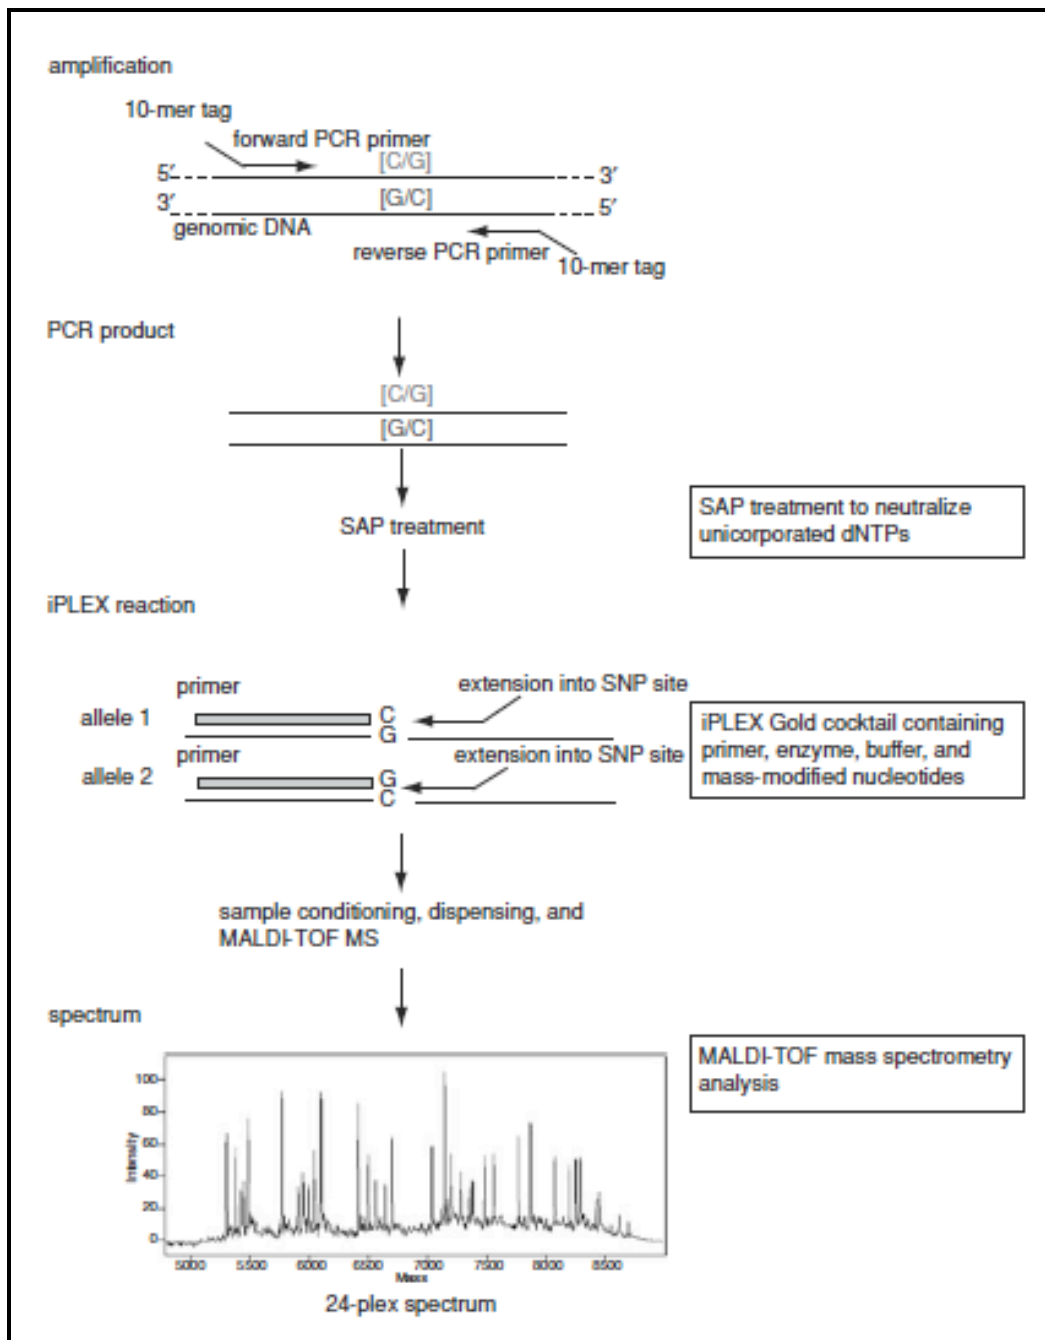 amplification
10-mer tag
forward PCR primer
[C/G]
5′
3′
[G/C]
3′
5′
genomic DNA
reverse PCR primer
10-mer tag
PCR product
[C/G]
[G/C]
SAP treatment
SAP treatment to neutralize
unicorporated dNTPs
iPLEX reaction
primer
extension into SNP site
allele 1
C
G
primer
extension into SNP site
allele 2
G
C
iPLEX Gold cocktail containing
primer, enzyme, buffer, and
mass-modified nucleotides
sample conditioning, dispensing, and
MALDI-TOF MS
spectrum
MALDI-TOF mass spectrometry
analysis
100
80
60
40
20
0
Intensity
5000 5500 6000 6500 7000 7500 8000 8500
Mass
24-plex spectrum